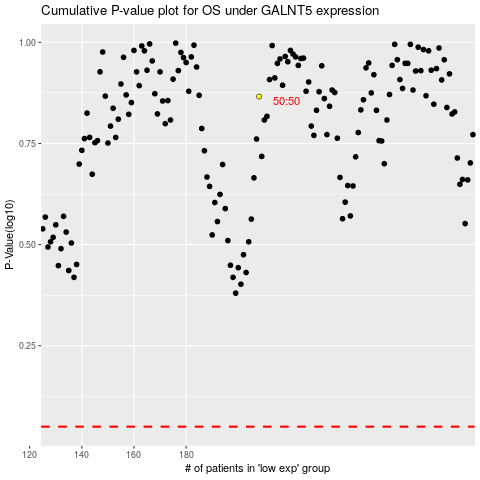 Cumulative P-value plot for OS under GALNT5 expression
P-Value(log10)
1.00
0.75
0.50
0.25
50:50
120 140 160 180
# of patients in 'low exp' group